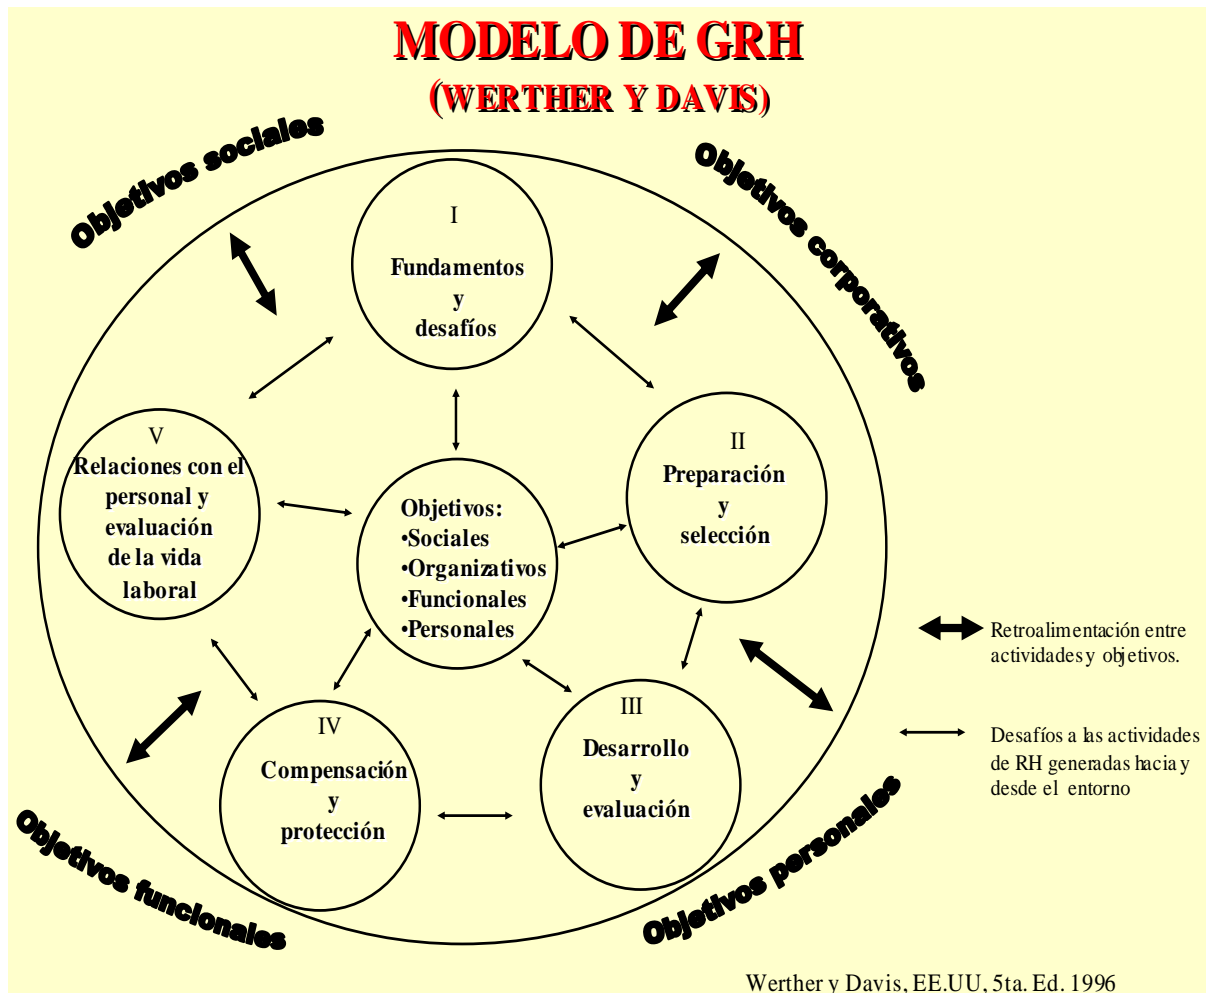 MODELO DE GRH
(WERTHER Y DAVIS)
Objetivos sociales
Objetivos corporativos
I
Fundamentos
y
desafíos
V
Relaciones con el
personal y
evaluación
de la vida
laboral
II
Preparación
y
selección
Objetivos:
•Sociales
•Organizativos
•Funcionales
•Personales
Retroalimentación entre
actividades y objetivos.
IV
Compensación
y
protección
III
Desarrollo
y
evaluación
Desafíos a las actividades
de RH generadas hacia y
desde el entorno
Objetivos funcionales
Objetivos personales
Werther y Davis, EE.UU, 5ta. Ed. 1996